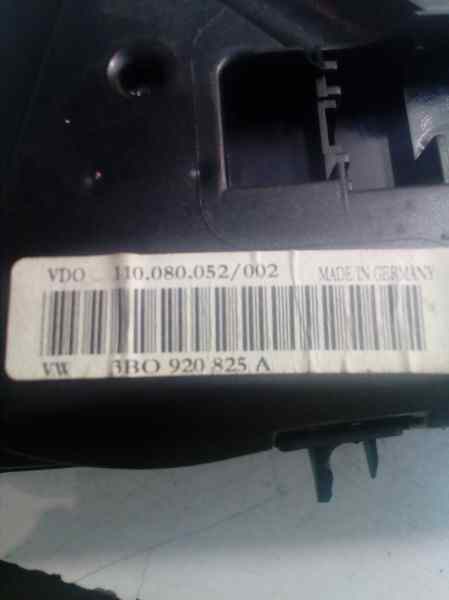 VDO 110.080.052/002 MADE IN GERMANY
VW 3BO 920 825 A